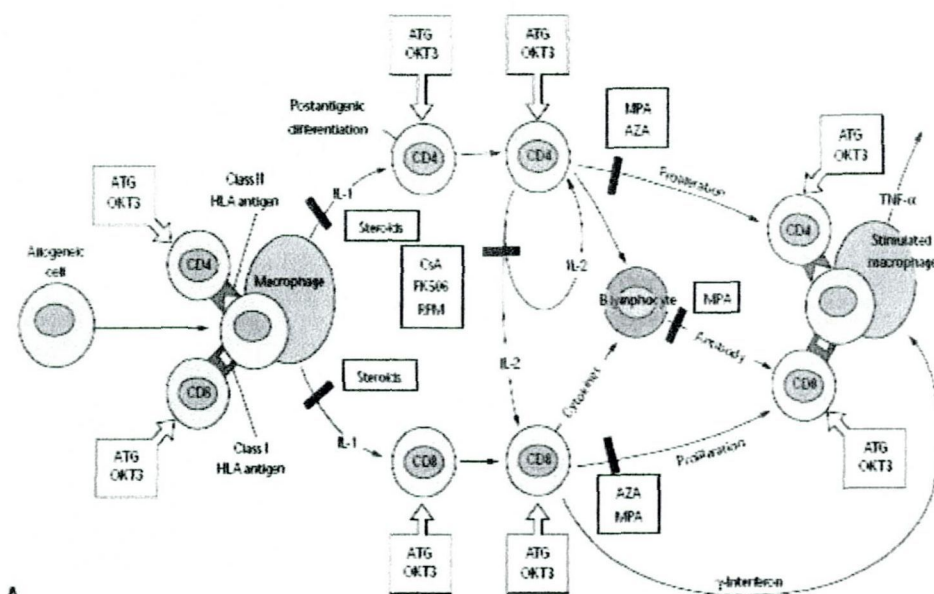 ATG
OKT3
ATG
OKT3
Postantigenic
differentiation
CD4
CD4
MPA
AZA
ATG
OKT3
ATG
OKT3
Class II
HLA antigen
IL-1
Steroids
Proliferation
TNF-α
CD4
Allogeneic
cell
CD4
Macrophage
CsA
FK506
RPM
IL-2
Stimulated
macrophage
B lymphocyte
MPA
Antibody
IL-2
CD8
Steroids
Cytokines
CD8
ATG
OKT3
Class I
HLA antigen
IL-1
CD8
CD8
Proliferation
ATG
OKT3
AZA
MPA
ATG
OKT3
ATG
OKT3
γ-Interferon
A